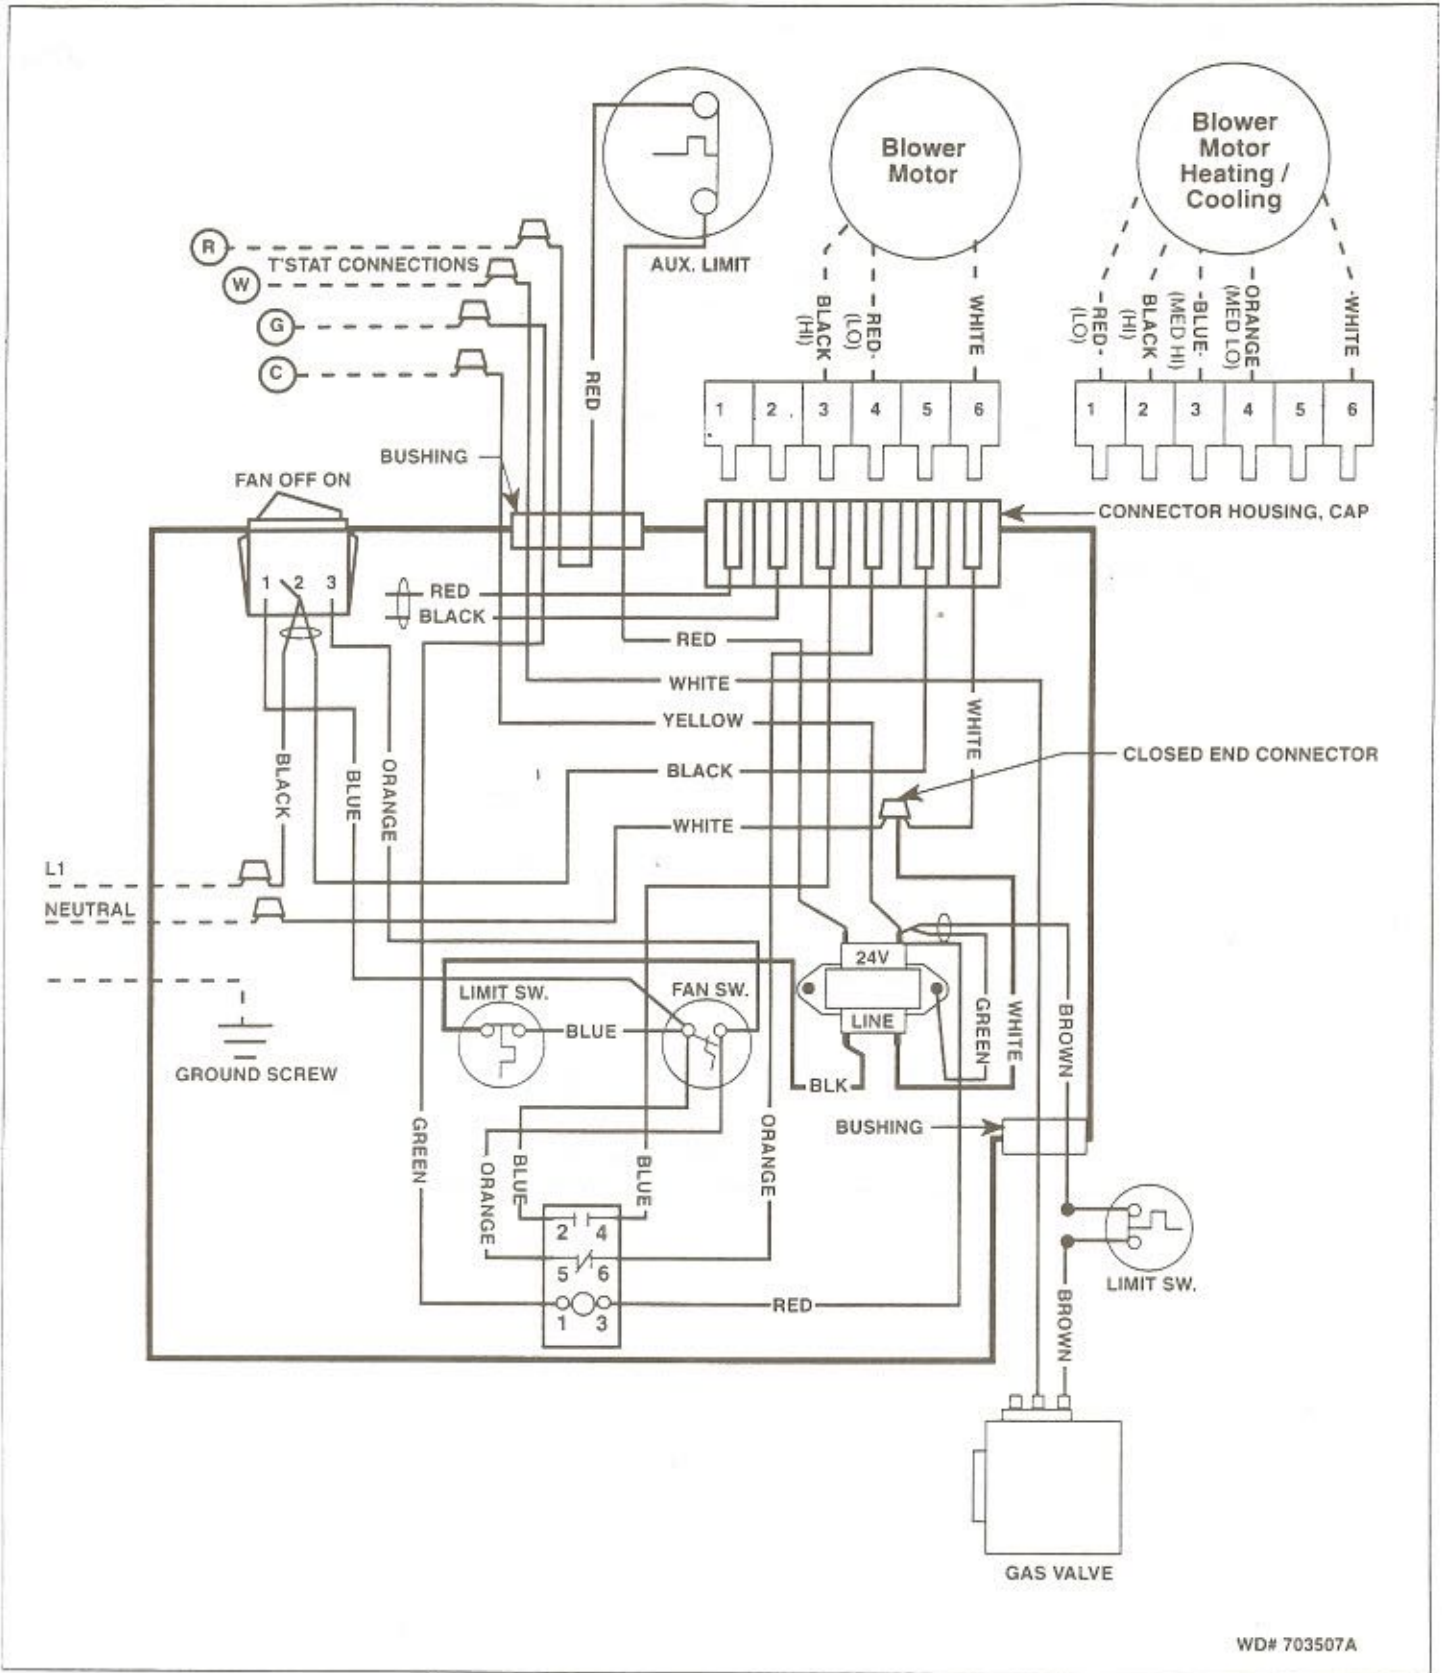 Blower
Motor
Blower
Motor
Heating /
Cooling
R
T'STAT CONNECTIONS
W
G
C
AUX. LIMIT
RED
BLACK
(HI)
RED
(LO)
WHITE
RED
(LO)
BLACK
(HI)
BLUE
(MED HI)
ORANGE
(MED LO)
WHITE
1 2 3 4 5 6
1 2 3 4 5 6
BUSHING
FAN OFF ON
CONNECTOR HOUSING, CAP
1 2 3
RED
BLACK
RED
WHITE
YELLOW
WHITE
CLOSED END CONNECTOR
BLACK
BLACK
BLUE
ORANGE
WHITE
L1
NEUTRAL
24V
LIMIT SW.
FAN SW.
LINE
BLUE
GREEN
WHITE
BROWN
GROUND SCREW
BLK
BUSHING
GREEN
ORANGE
BLUE
BLUE
ORANGE
2 4
5 6
1 3
RED
LIMIT SW.
BROWN
GAS VALVE
WD# 703507A